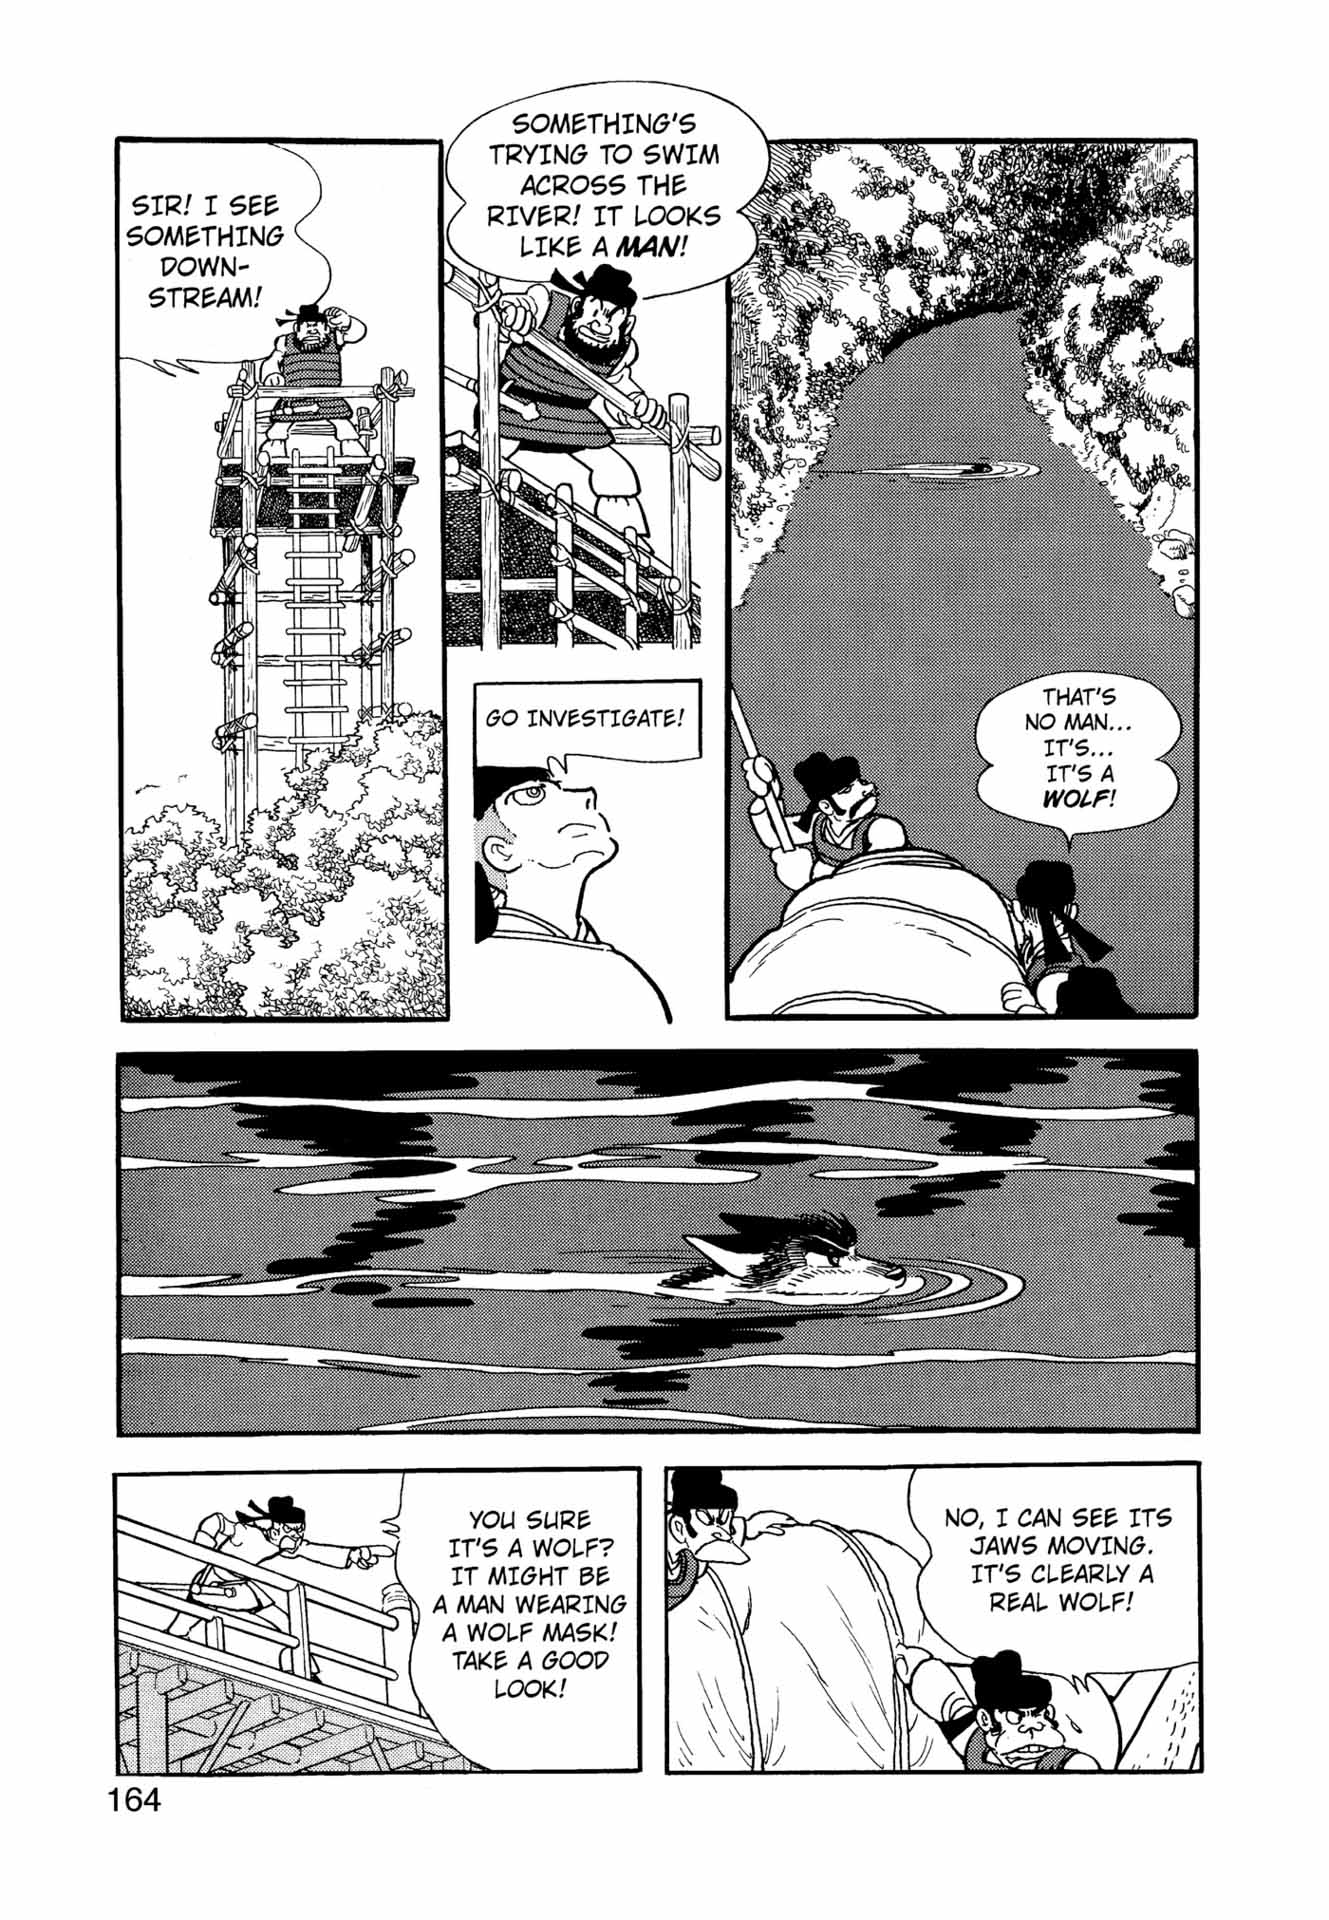 SIR! I SEE
SOMETHING
DOWN-
STREAM!
SOMETHING'S
TRYING TO SWIM
ACROSS THE
RIVER! IT LOOKS
LIKE A MAN!
GO INVESTIGATE!
THAT'S
NO MAN...
IT'S...
IT'S A
WOLF!
YOU SURE
IT'S A WOLF?
IT MIGHT BE
A MAN WEARING
A WOLF MASK!
TAKE A GOOD
LOOK!
NO, I CAN SEE ITS
JAWS MOVING.
IT'S CLEARLY A
REAL WOLF!
164